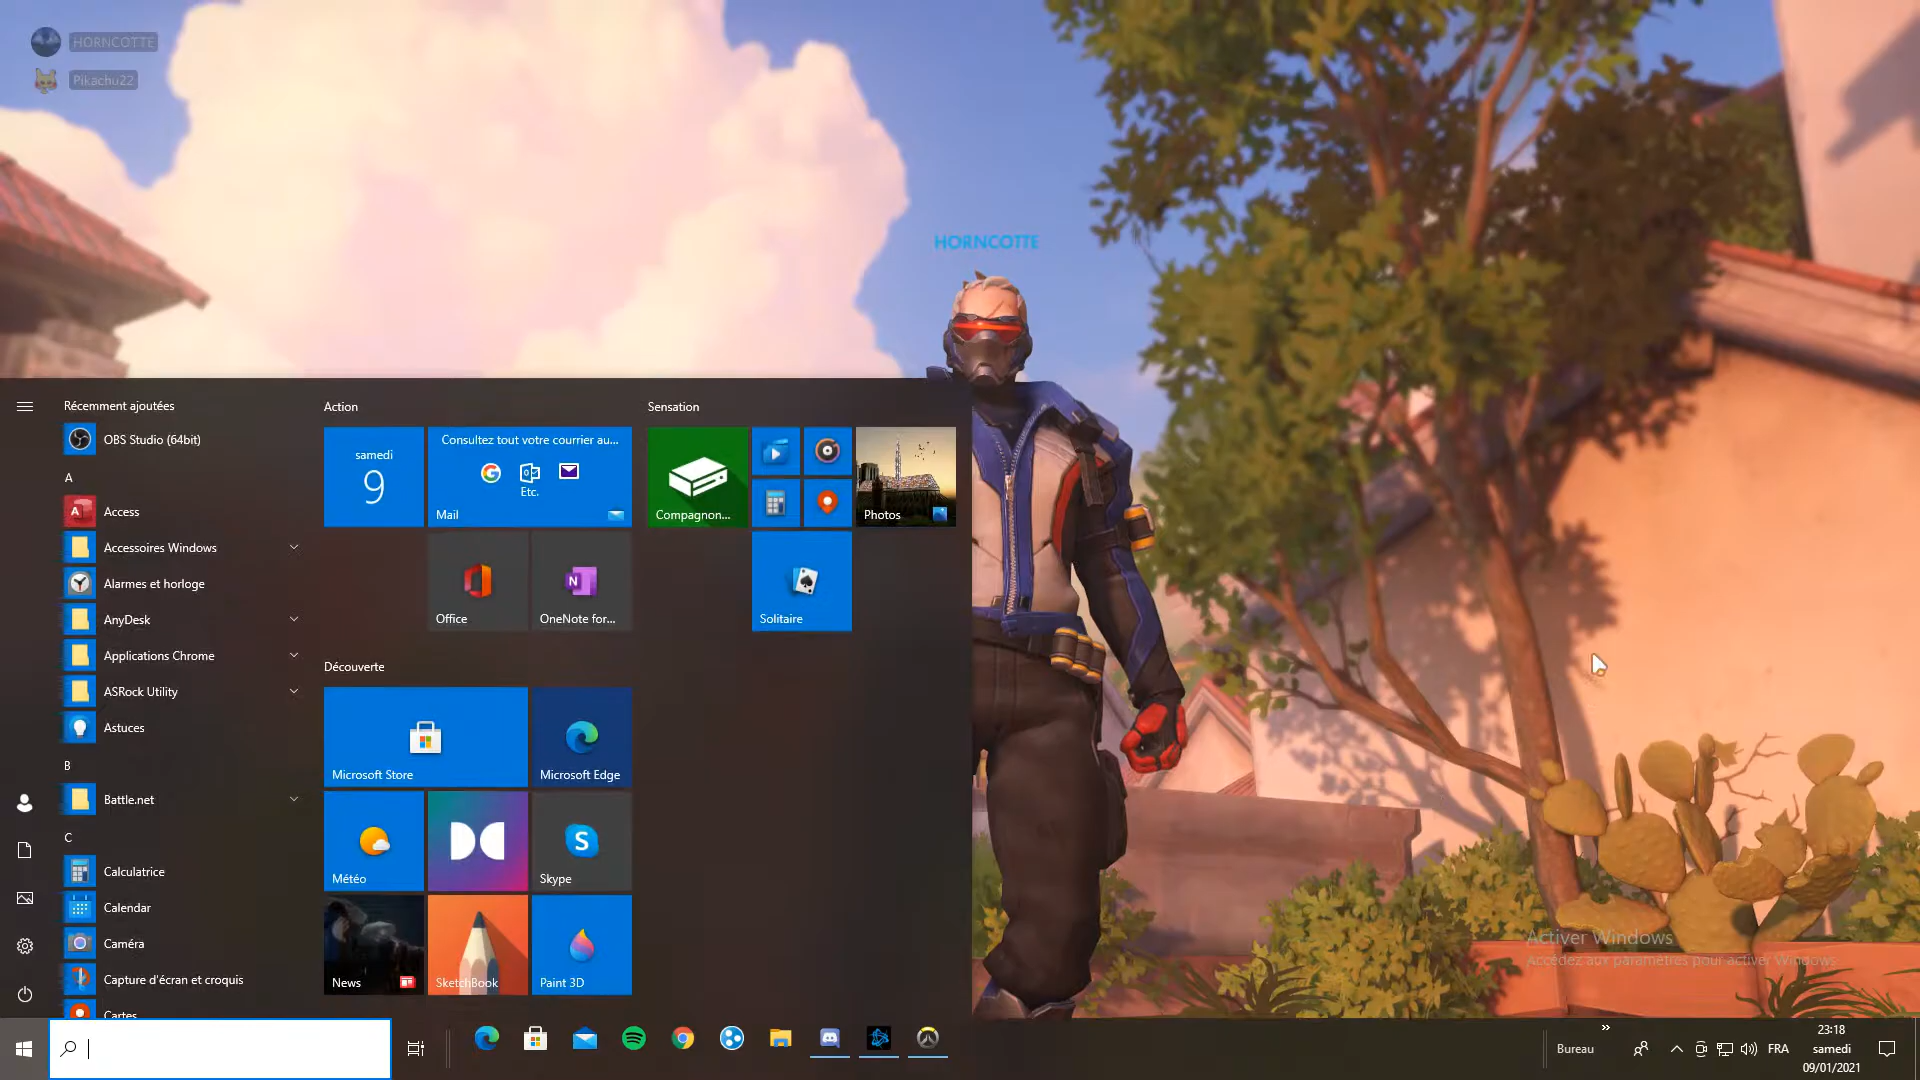 HORNCOTTE
Pikachu22
HORNCOTTE
Récemment ajoutées
OBS Studio (64bit)
A
Access
Accessoires Windows
Alarmes et horloge
AnyDesk
Applications Chrome
ASRock Utility
Astuces
B
Battle.net
C
Calculatrice
Calendar
Caméra
Capture d'écran et croquis
Cartes
Action
samedi
9
Consultez tout votre courrier au...
Etc.
Mail
Office
OneNote for...
Sensation
Compagnon...
Photos
Solitaire
Découverte
Microsoft Store
Microsoft Edge
Météo
Skype
News
SketchBook
Paint 3D
Activer Windows
Accédez aux paramètres pour activer Windows.
Bureau
FRA
23:18
samedi
09/01/2021